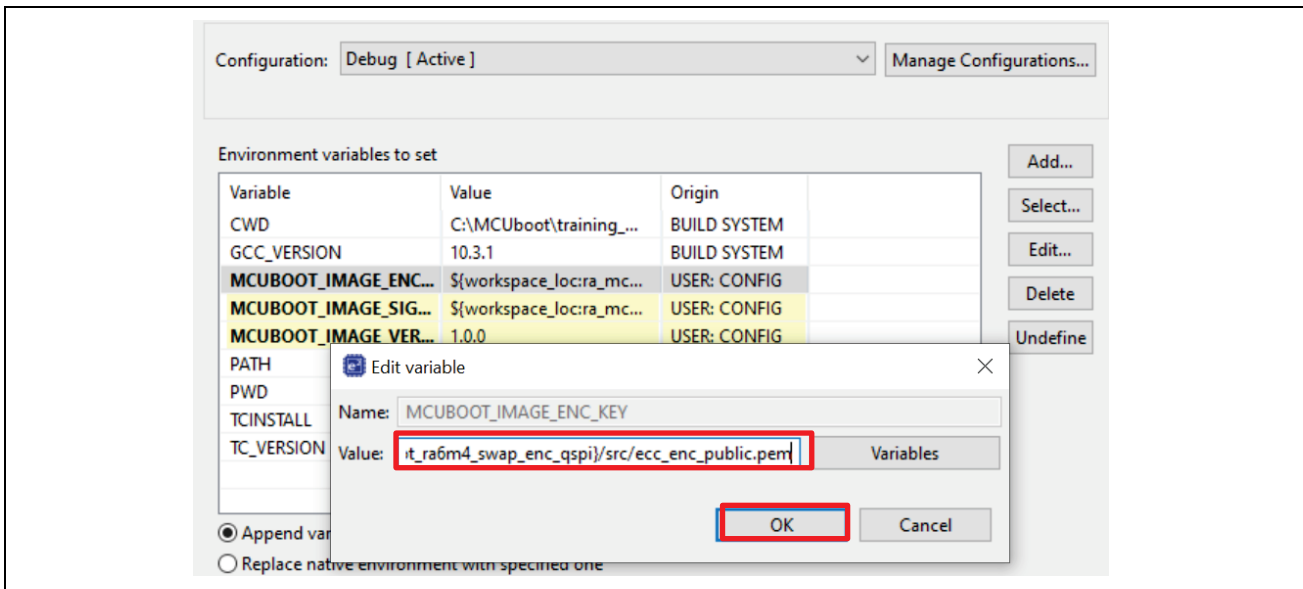 Configuration: Debug [ Active ] Manage Configurations...
Environment variables to set
Add...
Variable Value Origin
Select...
CWD C:\MCUboot\training_... BUILD SYSTEM
GCC_VERSION 10.3.1 BUILD SYSTEM
Edit...
MCUBOOT_IMAGE_ENC... ${workspace_loc:ra_mc... USER: CONFIG
Delete
MCUBOOT_IMAGE_SIG... ${workspace_loc:ra_mc... USER: CONFIG
MCUBOOT_IMAGE_VER... 1.0.0 USER: CONFIG
Undefine
PATH
Edit variable
PWD
Name: MCUBOOT_IMAGE_ENC_KEY
TCINSTALL
TC_VERSION
Value: ot_ra6m4_swap_enc_qspi}/src/ecc_enc_public.pem Variables
OK Cancel
Append var
Replace native environment with specified one